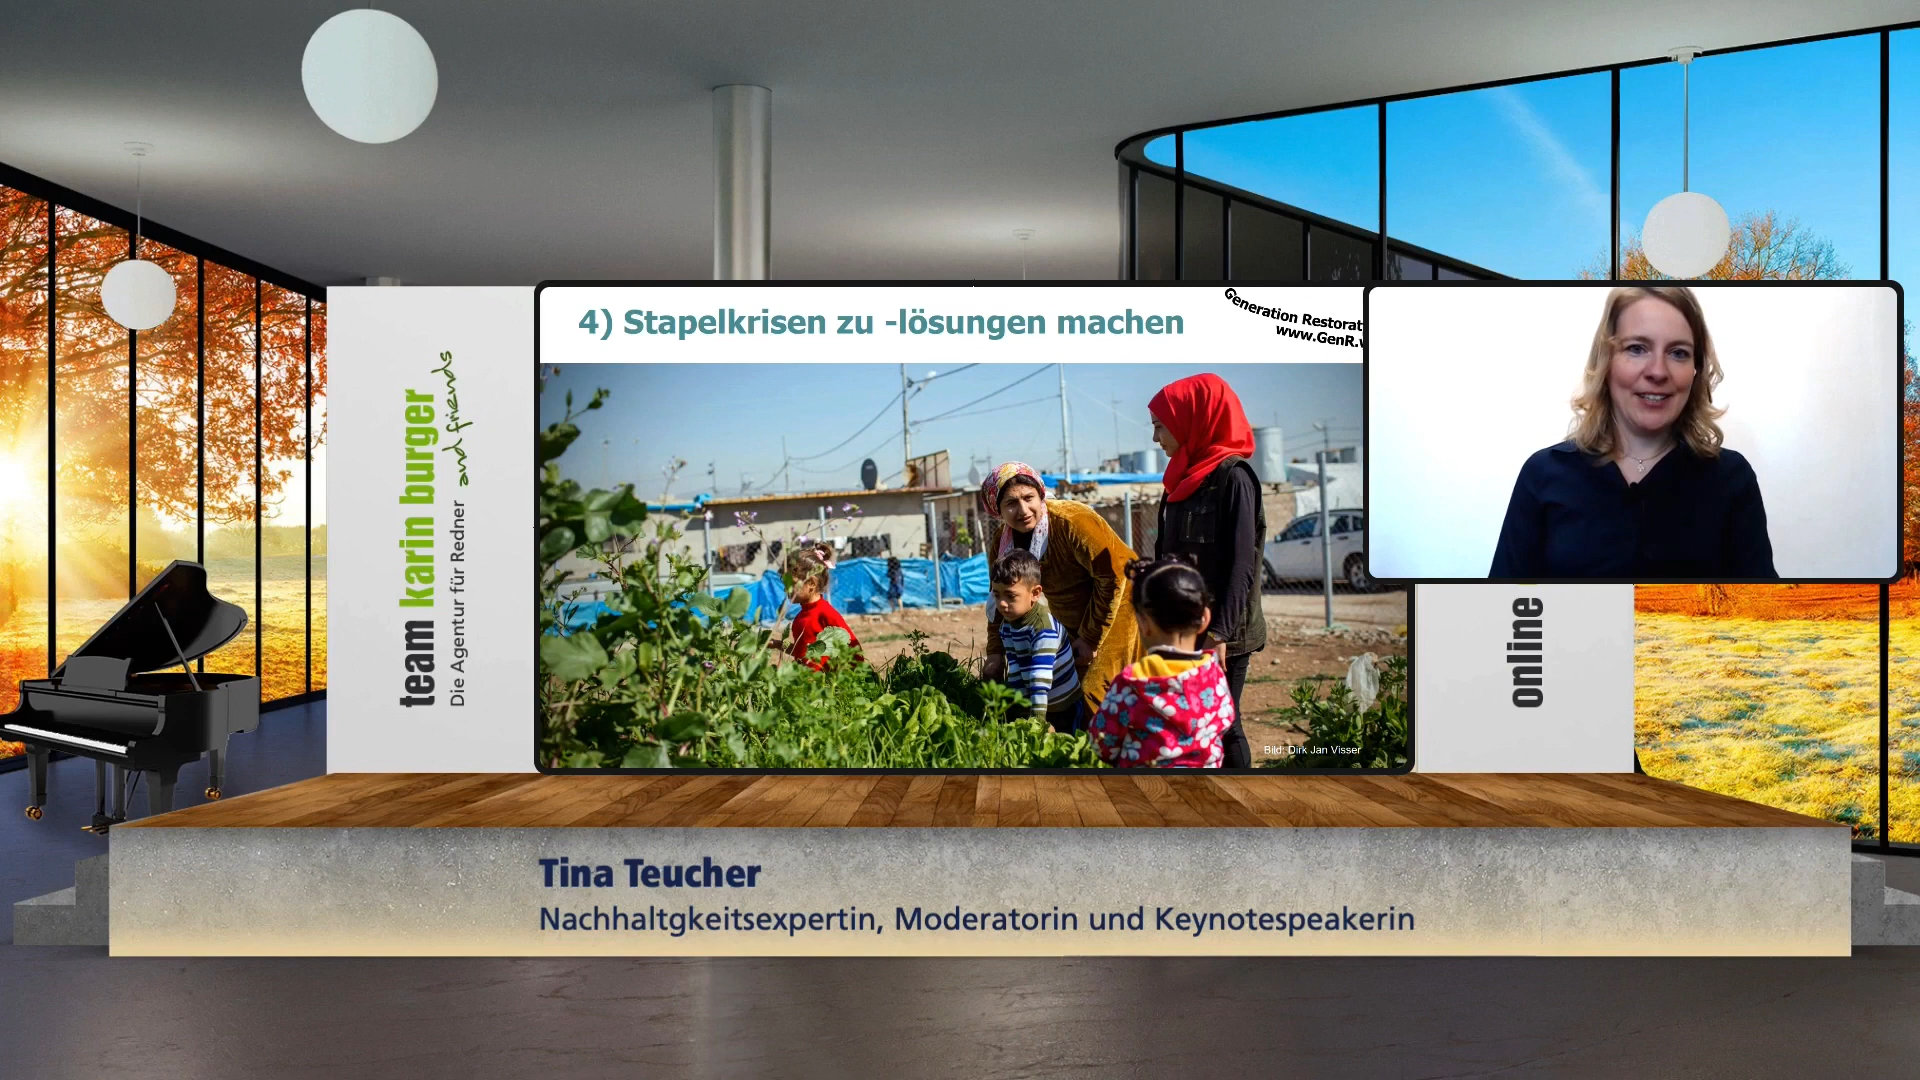 4) Stapelkrisen zu -lösungen machen
Generation Restorat
www.GenR.
team karin burger
and friends
Die Agentur für Redner
online
Bild: Dirk Jan Visser
Tina Teucher
Nachhaltgkeitsexpertin, Moderatorin und Keynotespeakerin